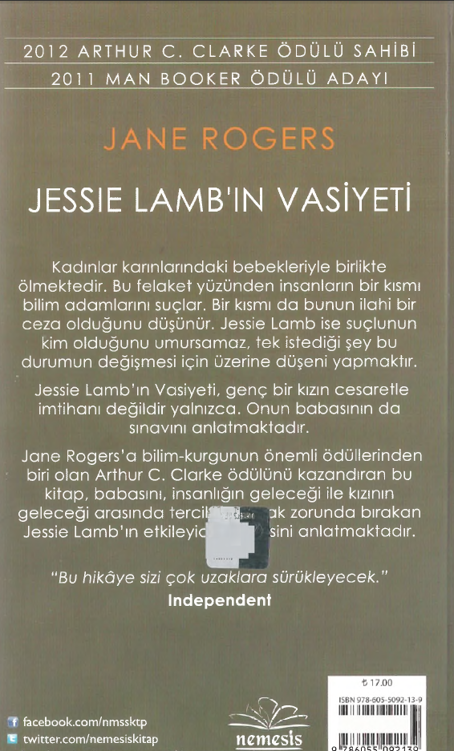 2012 ARTHUR C. CLARKE ÖDÜLÜ SAHİBİ
2011 MAN BOOKER ÖDÜLÜ ADAYI
JANE ROGERS
JESSIE LAMB'IN VASİYETİ
Kadınlar karınlarındaki bebekleriyle birlikte
ölmektedir. Bu felaket yüzünden insanların bir kısmı
bilim adamlarını suçlar. Bir kısmı da bunun ilahi bir
ceza olduğunu düşünür. Jessie Lamb ise suçlunun
kim olduğunu umursamaz, tek istediği şey bu
durumun değişmesi için üzerine düşeni yapmaktır.
Jessie Lamb'ın Vasiyeti, genç bir kızın cesaretle
imtihanı değildir yalnızca. Onun babasının da
sınavını anlatmaktadır.
Jane Rogers'a bilim-kurgunun önemli ödüllerinden
biri olan Arthur C. Clarke ödülünü kazandıran bu
kitap, babasını, insanlığın geleceği ile kızının
geleceği arasında zorunda bırakan
Jessie Lamb'ın anlatmaktadır.
"Bu hikâye sizi çok uzaklara sürükleyecek."
Independent
₺ 17.00
ISBN 978-605-5092-13-9
9 786055 092139
facebook.com/nmssktp
twitter.com/nemesiskitap
nemesis